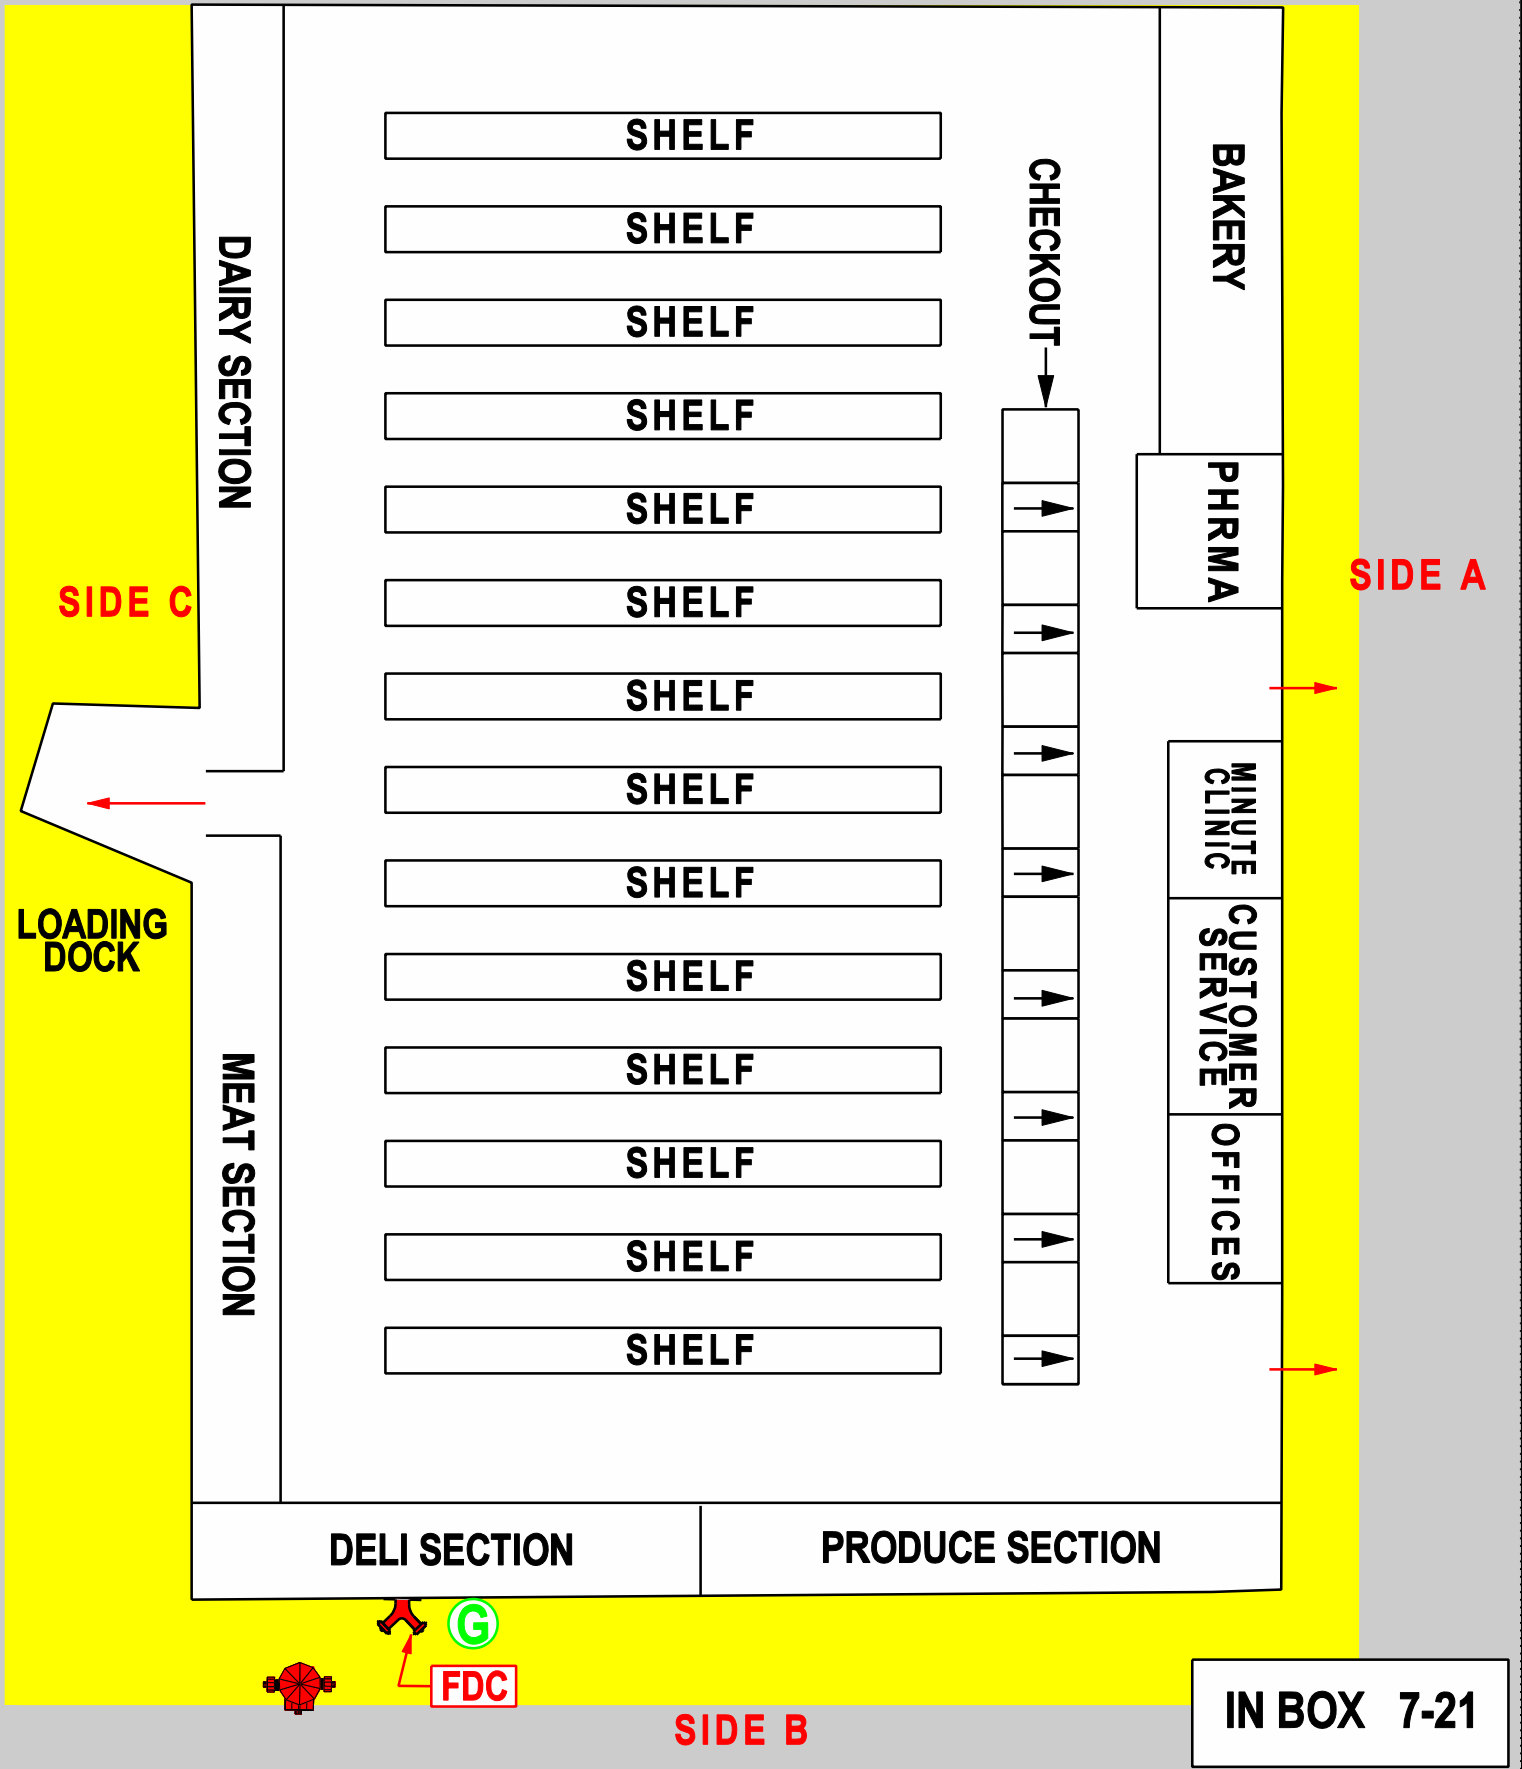 SHELF
SHELF
SHELF
SHELF
SHELF
SHELF
SHELF
SHELF
SHELF
SHELF
SHELF
SHELF
SHELF
SHELF
CHECKOUT
BAKERY
PHRMA
SIDE A
MINUTE
CLINIC
CUSTOMER
SERVICE
OFFICES
DAIRY SECTION
SIDE C
LOADING
DOCK
MEAT SECTION
DELI SECTION
PRODUCE SECTION
G
FDC
SIDE B
IN BOX 7-21